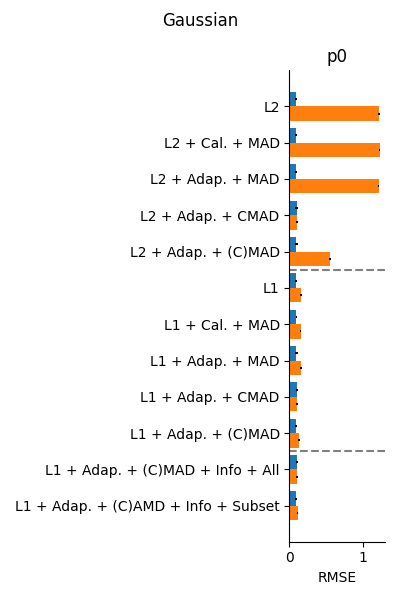 Gaussian
p0
L2
L2 + Cal. + MAD
L2 + Adap. + MAD
L2 + Adap. + CMAD
L2 + Adap. + (C)MAD
L1
L1 + Cal. + MAD
L1 + Adap. + MAD
L1 + Adap. + CMAD
L1 + Adap. + (C)MAD
L1 + Adap. + (C)MAD + Info + All
L1 + Adap. + (C)AMD + Info + Subset
0 1
RMSE